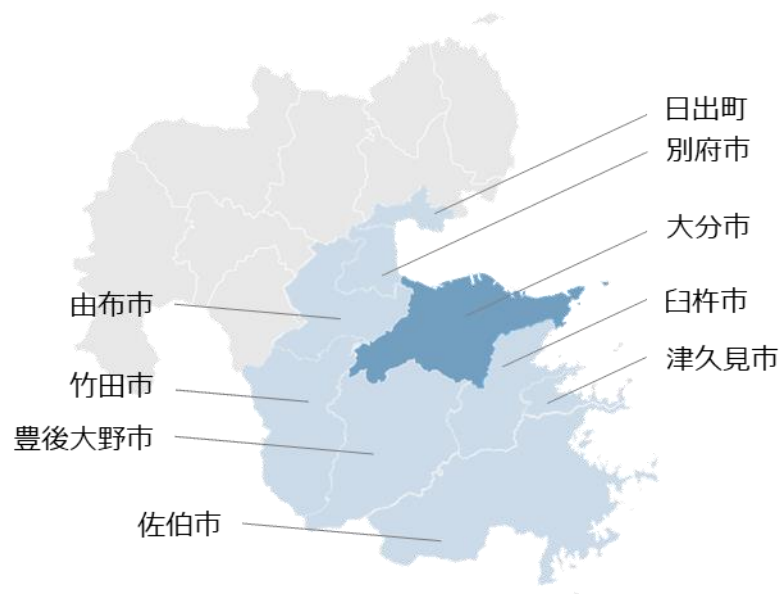 日出町
別府市
大分市
臼杵市
津久見市
由布市
竹田市
豊後大野市
佐伯市